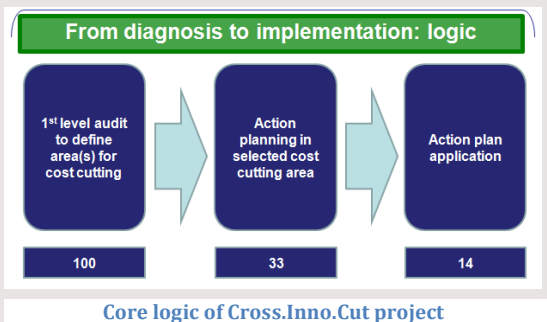 From diagnosis to implementation: logic
1st level audit
to define
area(s) for
cost cutting
Action
planning in
selected cost
cutting area
Action plan
application
100
33
14
Core logic of Cross.Inno.Cut project